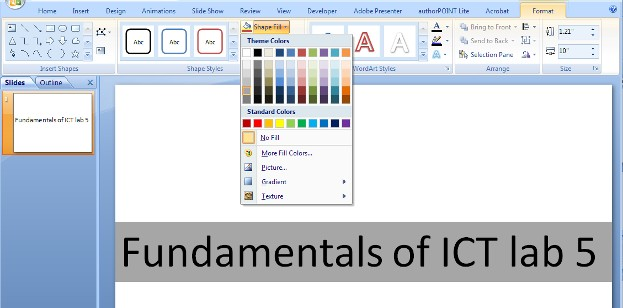 Home Insert Design Animations Slide Show Review View Developer Adobe Presenter authorPOINT Lite Acrobat Format
Shape Fill
Bring to Front
1.21"
Send to Back
10"
Selection Pane
Abc Abc Abc
A A
Insert Shapes Shape Styles WordArt Styles Arrange Size
Theme Colors
Standard Colors
No Fill
More Fill Colors...
Picture...
Gradient
Texture
Slides Outline
Fundamentals of ICT lab 5
Fundamentals of ICT lab 5